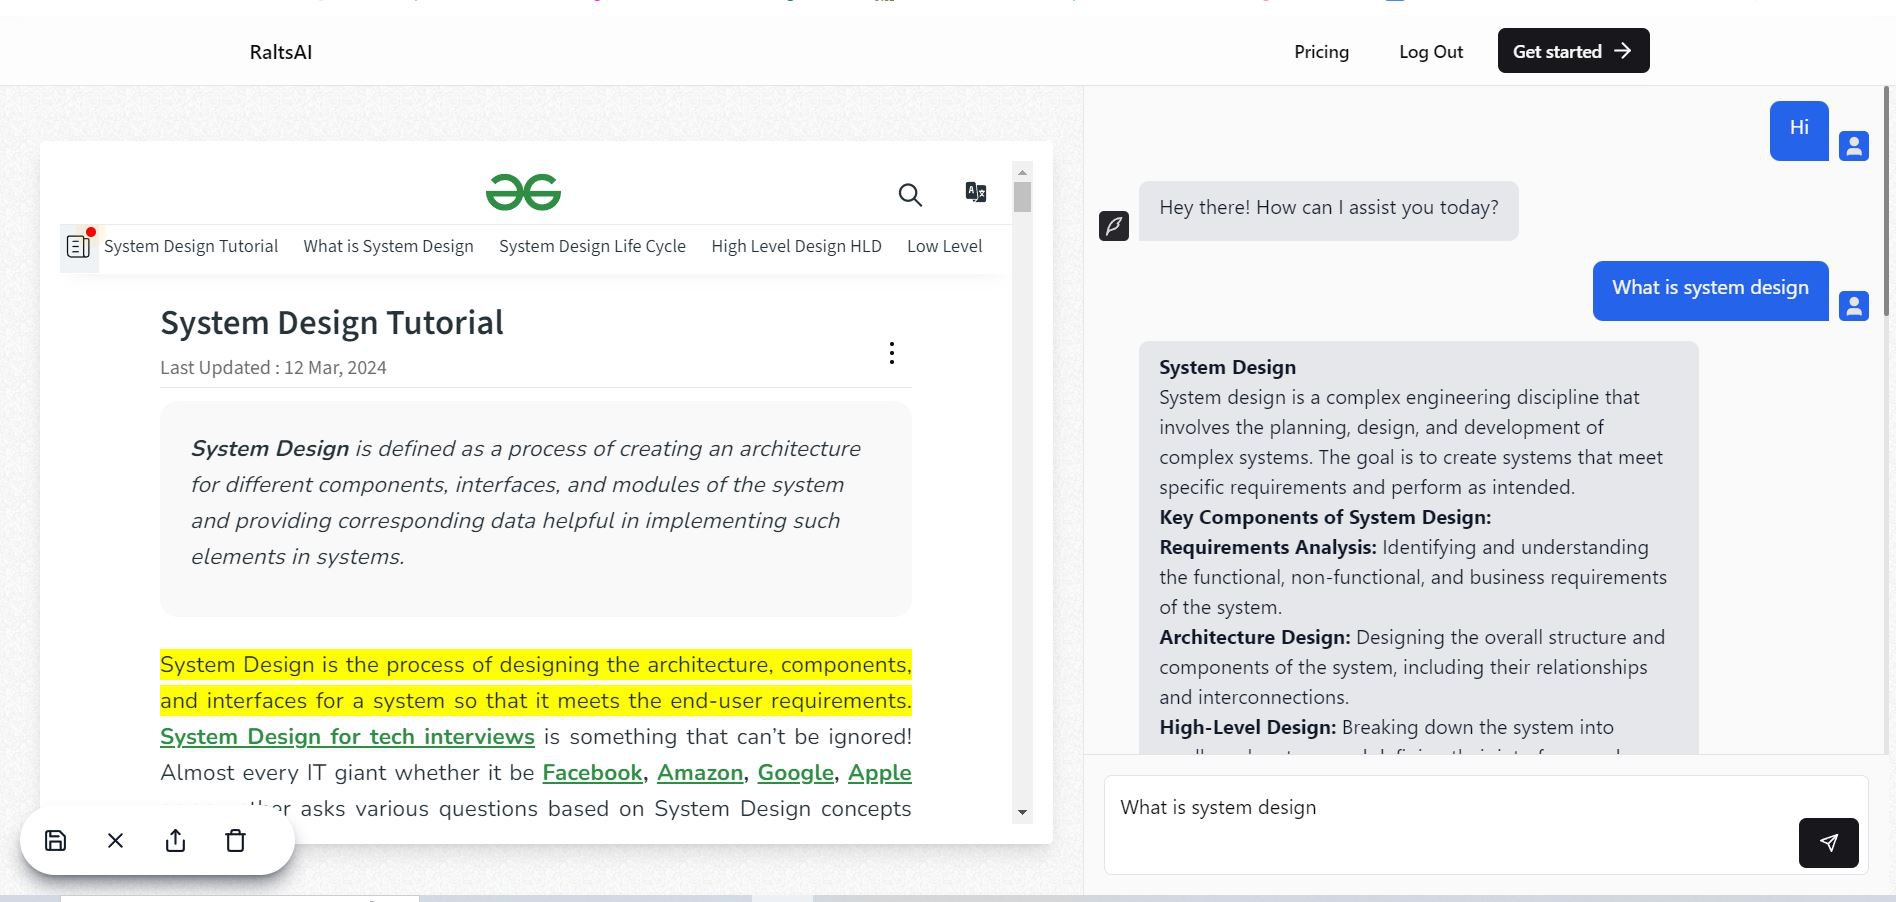 RaltsAI
Pricing
Log Out
Get started
System Design Tutorial
What is System Design
System Design Life Cycle
High Level Design HLD
Low Level
System Design Tutorial
Last Updated : 12 Mar, 2024
System Design is defined as a process of creating an architecture
for different components, interfaces, and modules of the system
and providing corresponding data helpful in implementing such
elements in systems.
System Design is the process of designing the architecture, components,
and interfaces for a system so that it meets the end-user requirements.
System Design for tech interviews is something that can’t be ignored!
Almost every IT giant whether it be Facebook, Amazon, Google, Apple
asks various questions based on System Design concepts
Hi
Hey there! How can I assist you today?
What is system design
System Design
System design is a complex engineering discipline that
involves the planning, design, and development of
complex systems. The goal is to create systems that meet
specific requirements and perform as intended.
Key Components of System Design:
Requirements Analysis: Identifying and understanding
the functional, non-functional, and business requirements
of the system.
Architecture Design: Designing the overall structure and
components of the system, including their relationships
and interconnections.
High-Level Design: Breaking down the system into
What is system design